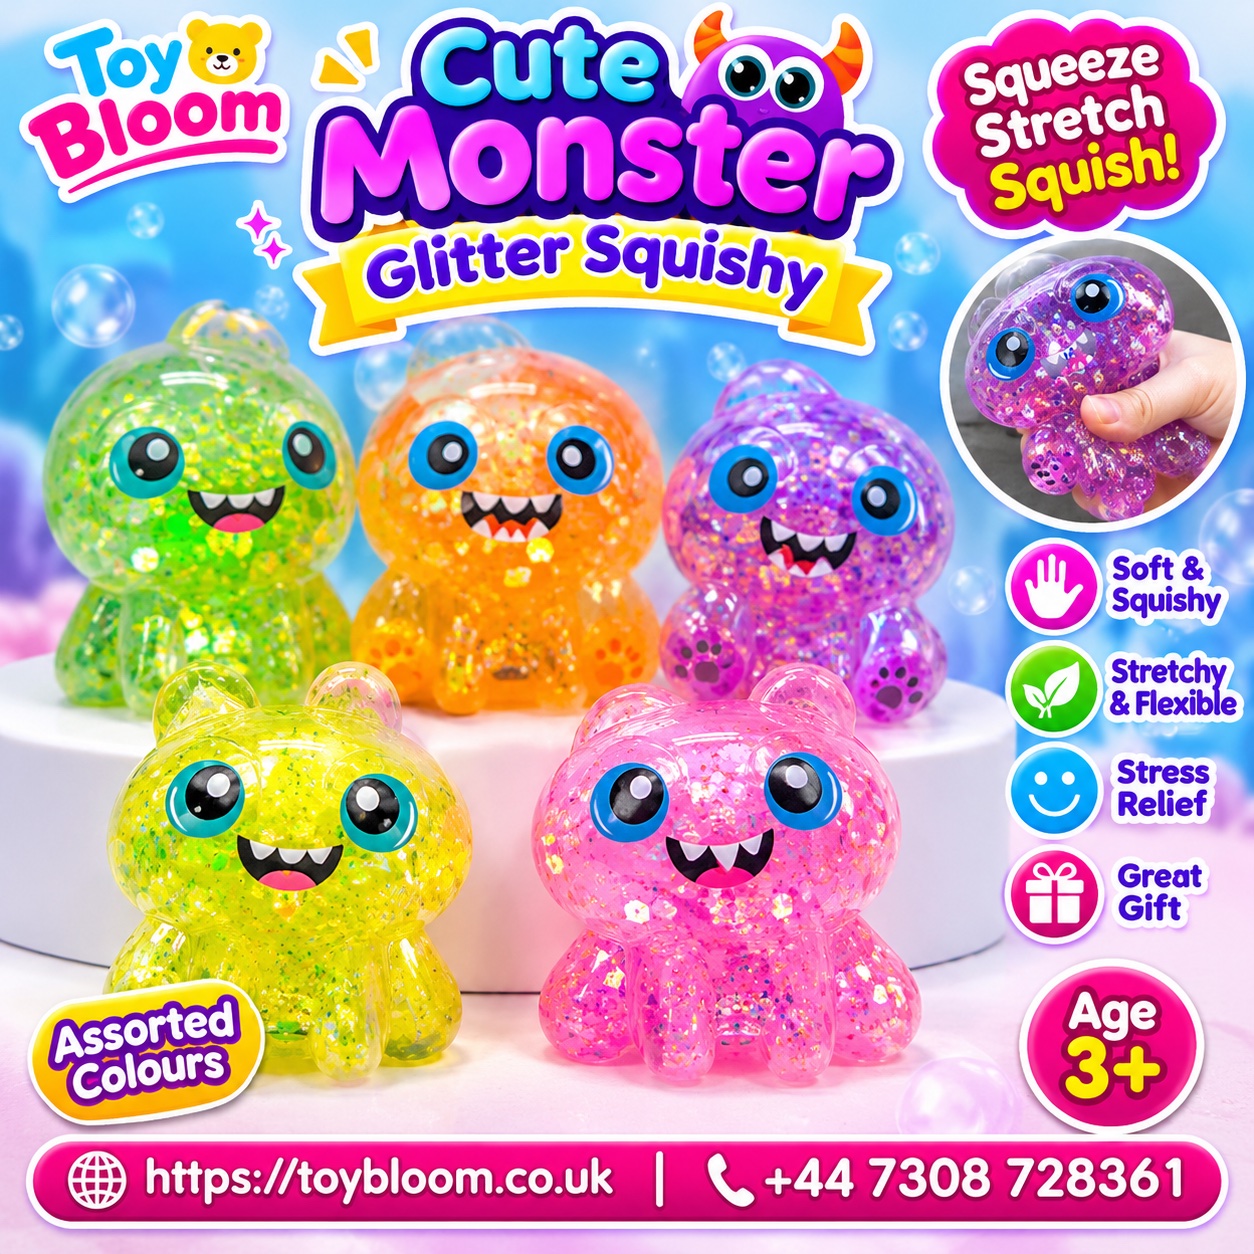 Toy
Bloom
Cute
Monster
Glitter Squishy
Squeeze
Stretch
Squish!
Soft &
Squishy
Stretchy
& Flexible
Stress
Relief
Great
Gift
Assorted
Colours
Age
3+
https://toybloom.co.uk | +44 7308 728361